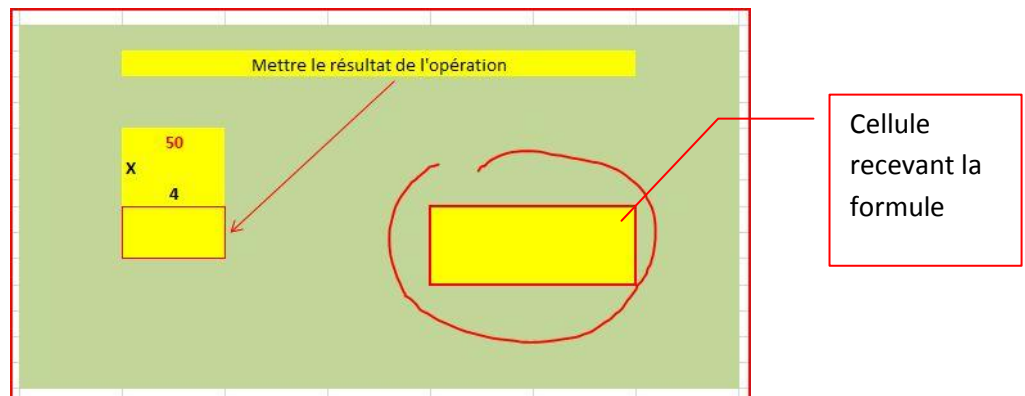 Mettre le résultat de l'opération
50
X
4
Cellule
recevant la
formule